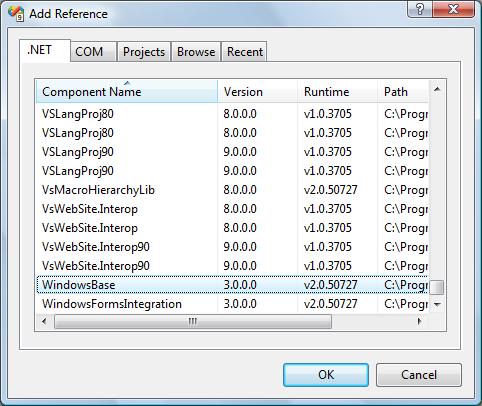 Add Reference
.NET COM Projects Browse Recent
Component Name Version Runtime Path
VSLangProj80 8.0.0.0 v1.0.3705 C:\Progr
VSLangProj80 8.0.0.0 v1.0.3705 C:\Progr
VSLangProj90 9.0.0.0 v1.0.3705 C:\Progr
VSLangProj90 9.0.0.0 v1.0.3705 C:\Progr
VsMacroHierarchyLib 8.0.0.0 v2.0.50727 C:\Progr
VsWebSite.Interop 8.0.0.0 v1.0.3705 C:\Progr
VsWebSite.Interop 8.0.0.0 v1.0.3705 C:\Progr
VsWebSite.Interop90 9.0.0.0 v1.0.3705 C:\Progr
VsWebSite.Interop90 9.0.0.0 v1.0.3705 C:\Progr
WindowsBase 3.0.0.0 v2.0.50727 C:\Progr
WindowsFormsIntegration 3.0.0.0 v2.0.50727 C:\Progr
OK Cancel